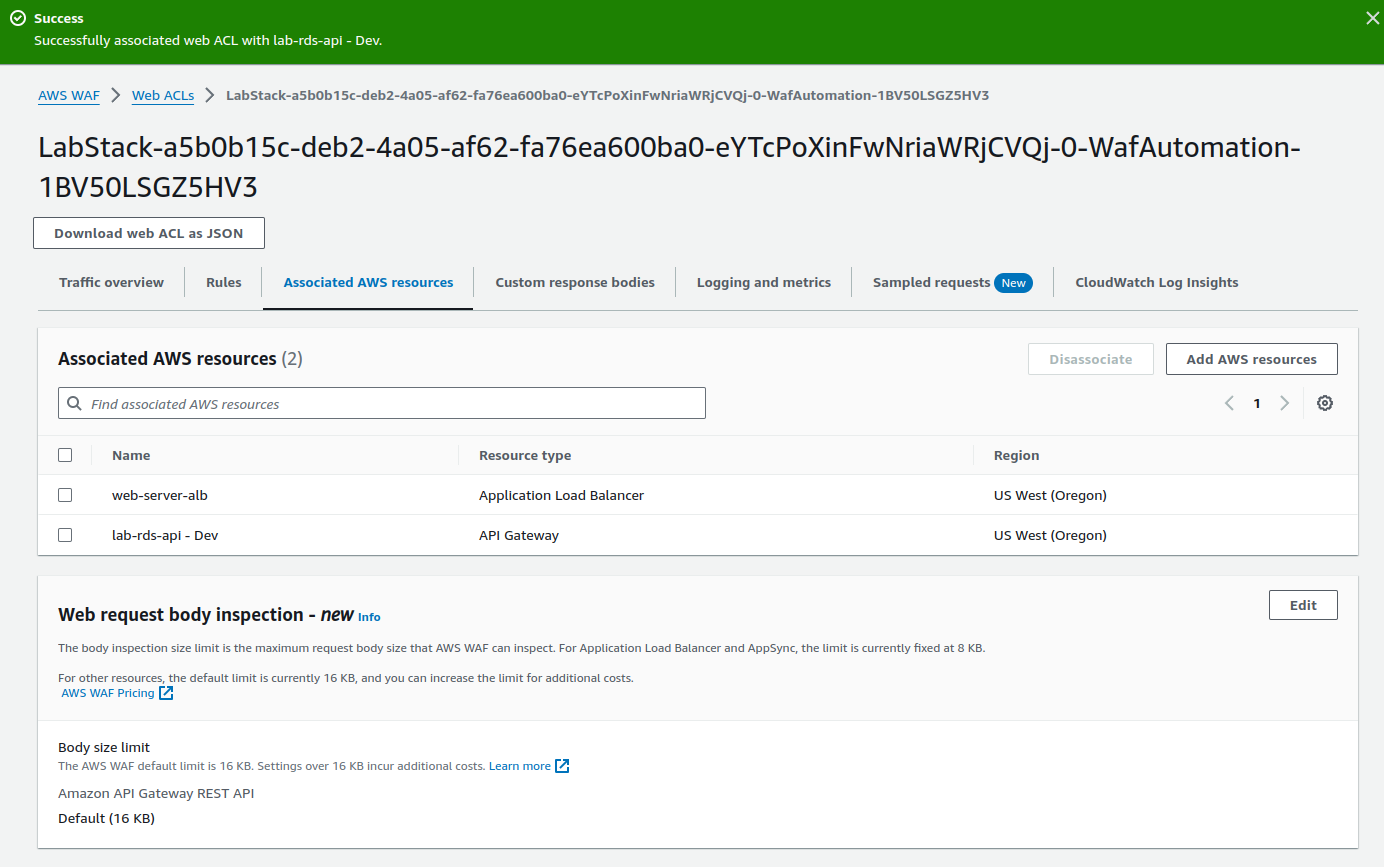 Success
Successfully associated web ACL with lab-rds-api - Dev.
AWS WAF > Web ACLs > LabStack-a5b0b15c-deb2-4a05-af62-fa76ea600ba0-eYTcPoXinFwNriaWRjCVQj-0-WafAutomation-1BV50LSGZ5HV3
LabStack-a5b0b15c-deb2-4a05-af62-fa76ea600ba0-eYTcPoXinFwNriaWRjCVQj-0-WafAutomation-
1BV50LSGZ5HV3
Download web ACL as JSON
Traffic overview Rules Associated AWS resources Custom response bodies Logging and metrics Sampled requests New CloudWatch Log Insights
Associated AWS resources (2) Disassociate Add AWS resources
Find associated AWS resources 1
Name Resource type Region
web-server-alb Application Load Balancer US West (Oregon)
lab-rds-api - Dev API Gateway US West (Oregon)
Web request body inspection - new Info Edit
The body inspection size limit is the maximum request body size that AWS WAF can inspect. For Application Load Balancer and AppSync, the limit is currently fixed at 8 KB.
For other resources, the default limit is currently 16 KB, and you can increase the limit for additional costs.
AWS WAF Pricing
Body size limit
The AWS WAF default limit is 16 KB. Settings over 16 KB incur additional costs. Learn more
Amazon API Gateway REST API
Default (16 KB)